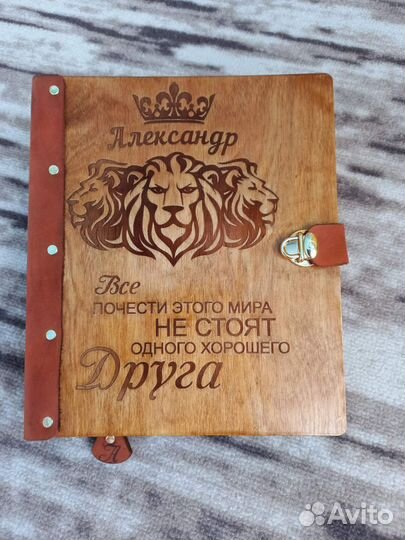 Александр
Все
ПОЧЕСТИ ЭТОГО МИРА
НЕ СТОЯТ
ОДНОГО ХОРОШЕГО
Друга
А
Avito